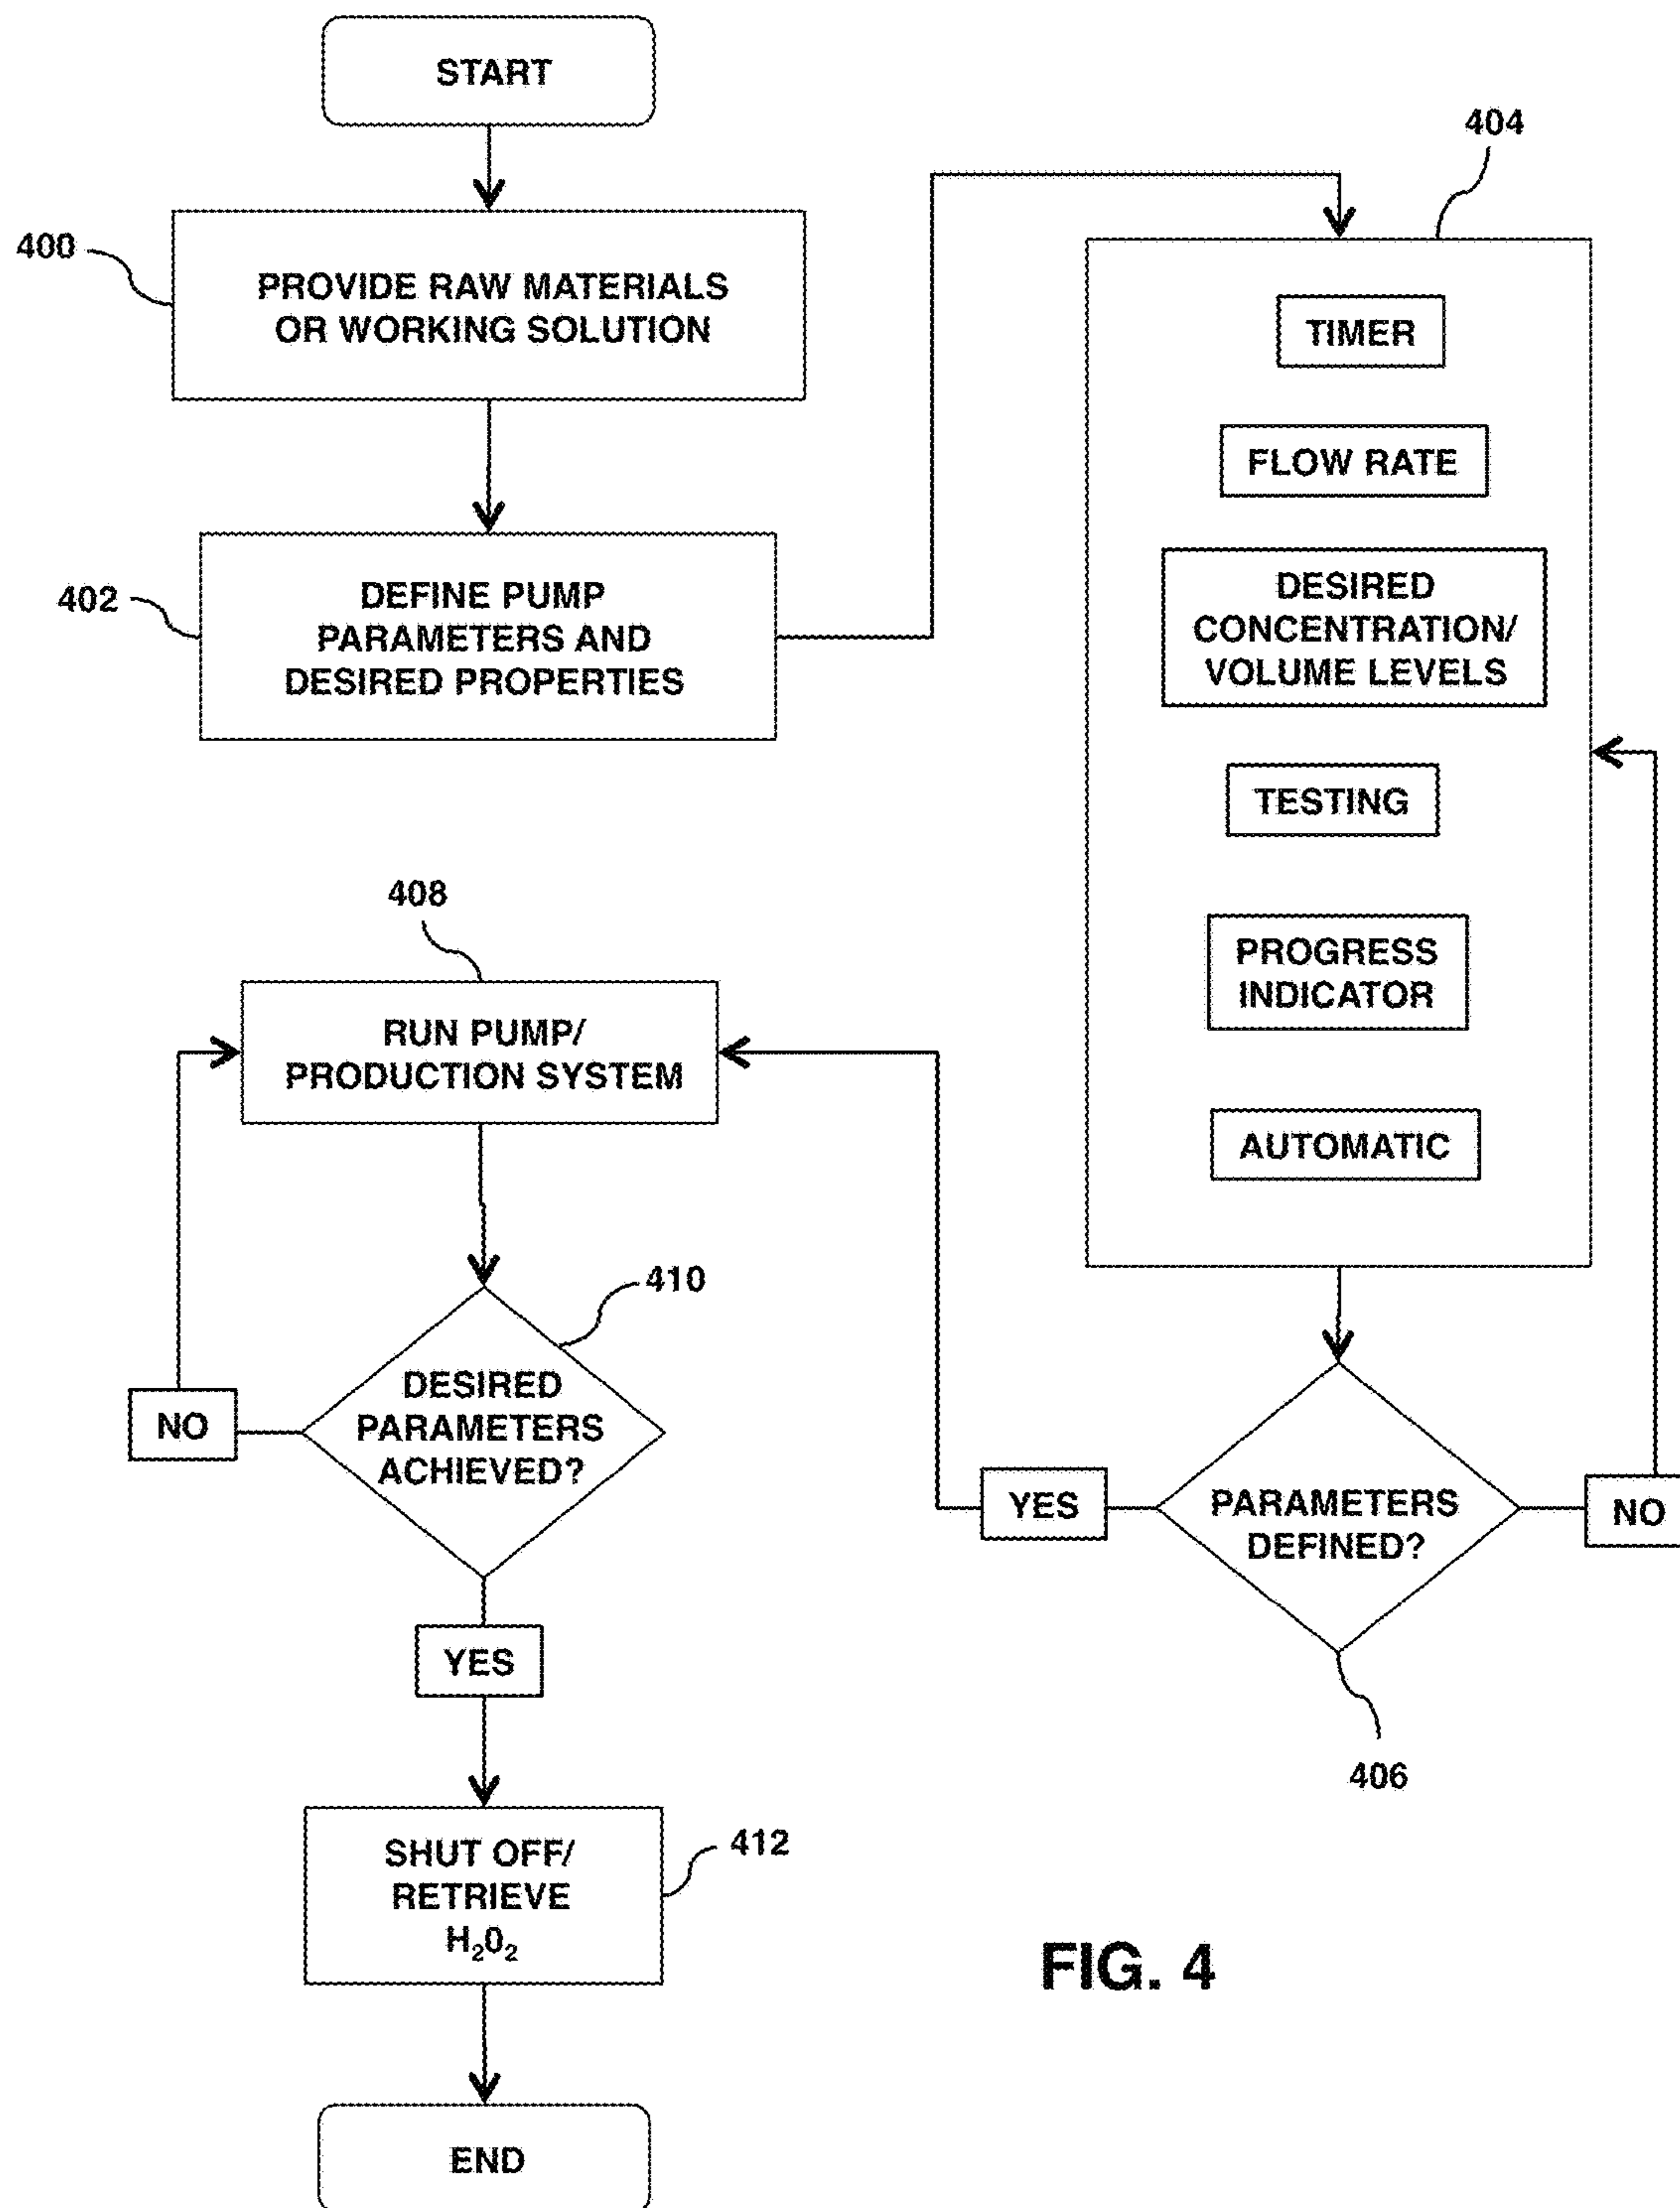 START
400
PROVIDE RAW MATERIALS
OR WORKING SOLUTION
402
DEFINE PUMP
PARAMETERS AND
DESIRED PROPERTIES
404
TIMER
FLOW RATE
DESIRED
CONCENTRATION/
VOLUME LEVELS
TESTING
PROGRESS
INDICATOR
AUTOMATIC
PARAMETERS
DEFINED?
406
NO
YES
408
RUN PUMP/
PRODUCTION SYSTEM
410
DESIRED
PARAMETERS
ACHIEVED?
NO
YES
412
SHUT OFF/
RETRIEVE
H₂0₂
END
FIG. 4